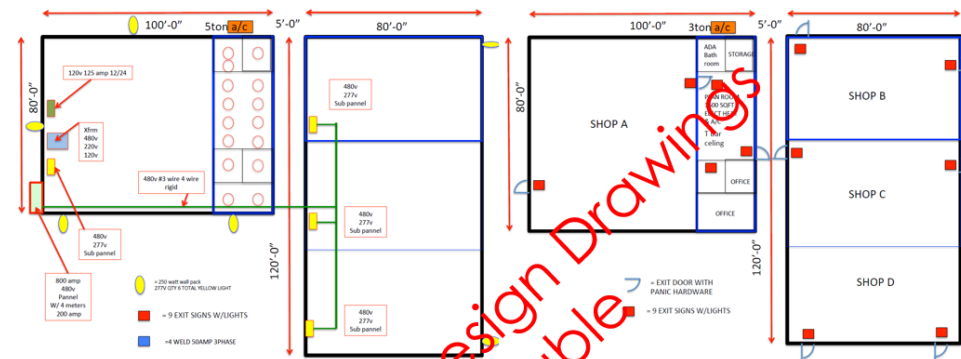 100'-0"
5ton a/c
5'-0"
80'-0"
80'-0"
120v 125 amp 12/24
Xfrm
480v
220v
120v
480v #3 wire 4 wire
rigid
480v
277v
Sub pannel
800 amp
480v
Pannel
W/ 4 meters
200 amp
120'-0"
480v
277v
Sub pannel
480v
277v
Sub pannel
480v
277v
Sub pannel
= 250 watt wall pack
277V QTY 6 TOTAL YELLOW LIGHT
= 9 EXIT SIGNS W/LIGHTS
=4 WELD 50AMP 3PHASE
100'-0"
3ton a/c
5'-0"
80'-0"
80'-0"
ADA
Bath
room
STORAGE
SHOP A
T bar
celing
OFFICE
OFFICE
120'-0"
SHOP B
SHOP C
SHOP D
= EXIT DOOR WITH
PANIC HARDWARE
= 9 EXIT SIGNS W/LIGHTS
Design Drawings